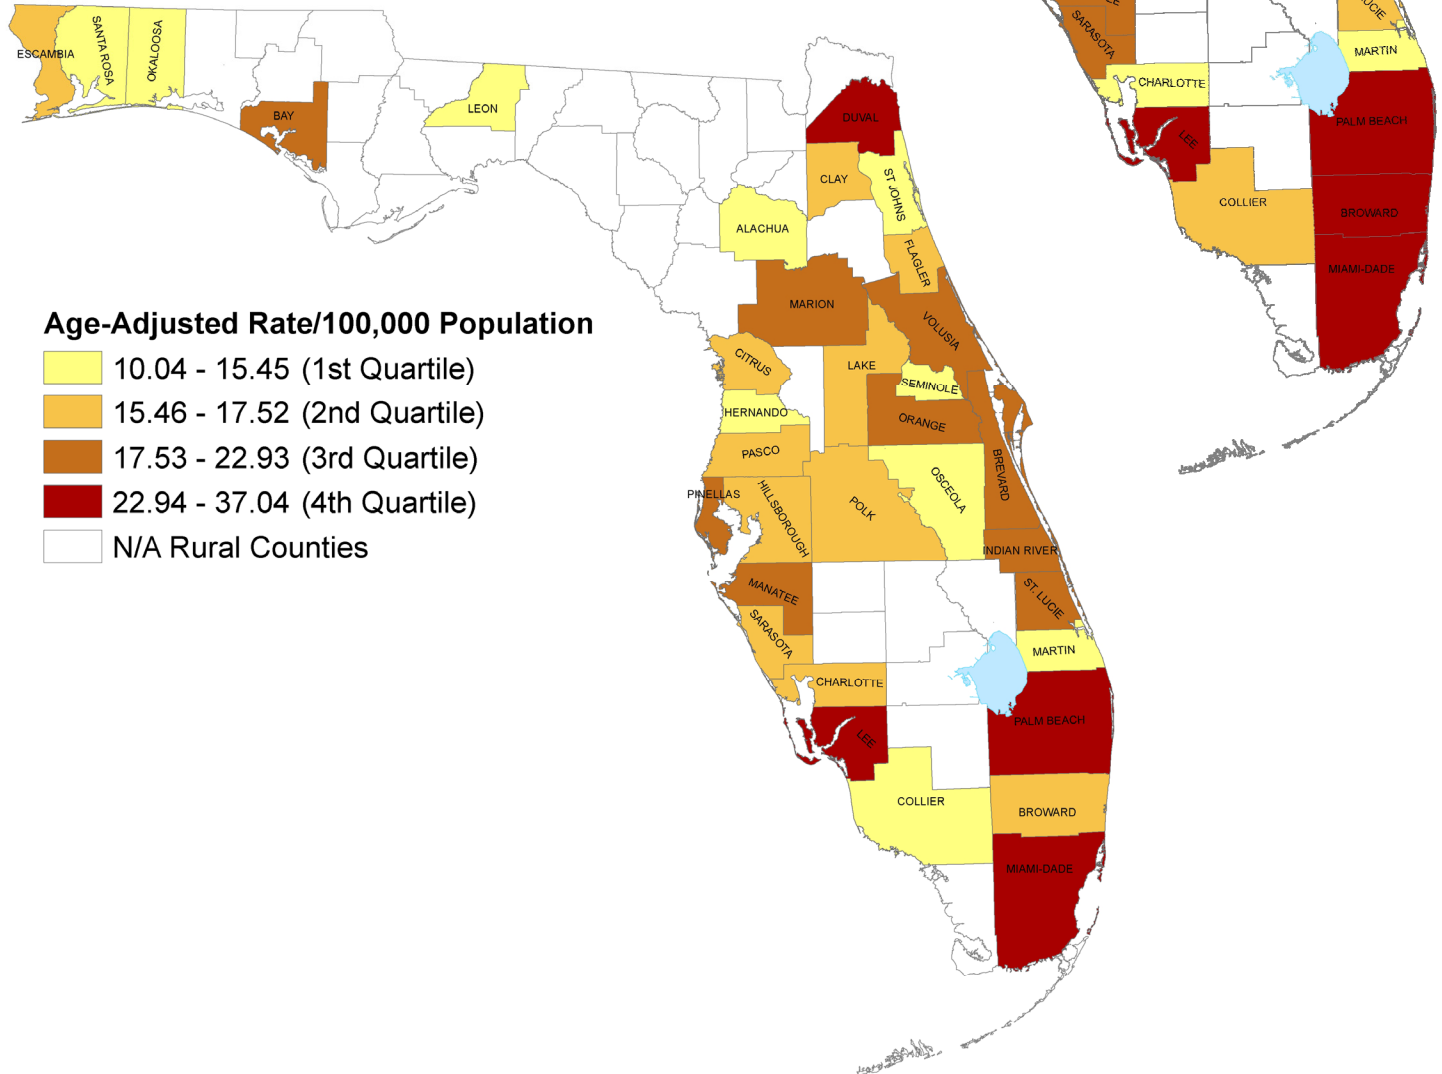 LEE
SARASOTA
LUCIE
MARTIN
CHARLOTTE
PALM BEACH
LEE
COLLIER
BROWARD
MIAMI-DADE
ESCAMBIA
SANTA ROSA
OKALOOSA
BAY
LEON
DUVAL
CLAY
ST JOHNS
ALACHUA
FLAGLER
MARION
VOLUSIA
CITRUS
LAKE
SEMINOLE
HERNANDO
ORANGE
PASCO
BREVARD
PINELLAS
HILLSBOROUGH
POLK
OSCEOLA
INDIAN RIVER
MANATEE
ST. LUCIE
SARASOTA
MARTIN
CHARLOTTE
PALM BEACH
LEE
COLLIER
BROWARD
MIAMI-DADE
Age-Adjusted Rate/100,000 Population
10.04 - 15.45 (1st Quartile)
15.46 - 17.52 (2nd Quartile)
17.53 - 22.93 (3rd Quartile)
22.94 - 37.04 (4th Quartile)
N/A Rural Counties